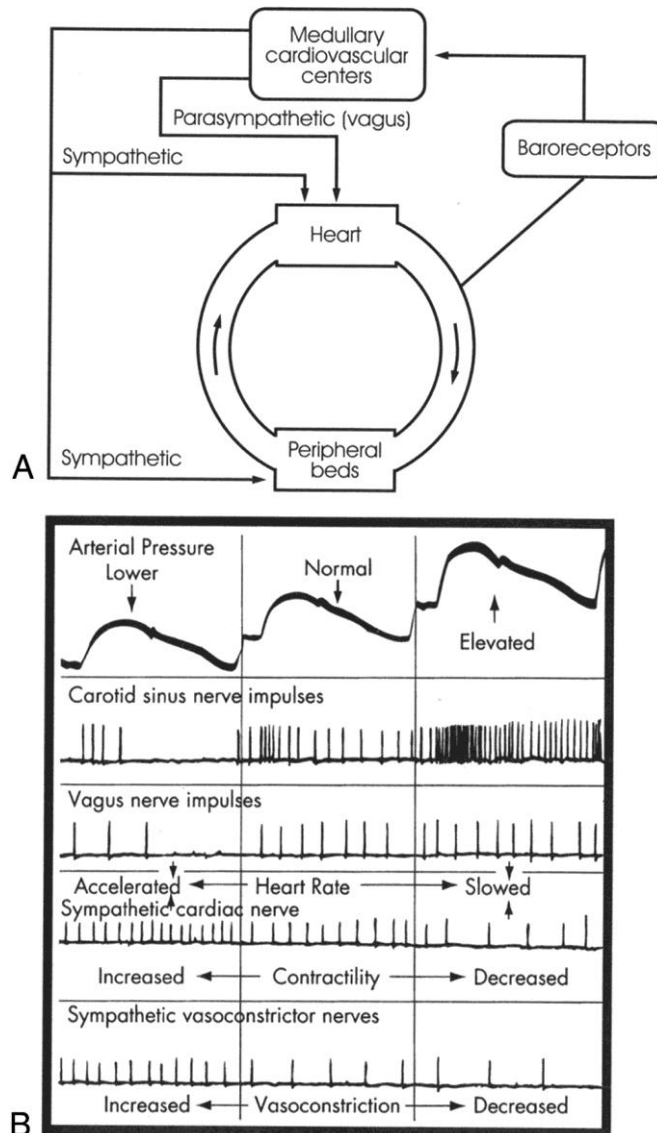 Medullary
cardiovascular
centers
Parasympathetic (vagus)
Baroreceptors
Sympathetic
Heart
Sympathetic
Peripheral
beds
A
Arterial Pressure
Lower
Normal
Elevated
Carotid sinus nerve impulses
Vagus nerve impulses
Accelerated Heart Rate Slowed
Sympathetic cardiac nerve
Increased Contractility Decreased
Sympathetic vasoconstrictor nerves
Increased Vasoconstriction Decreased
B